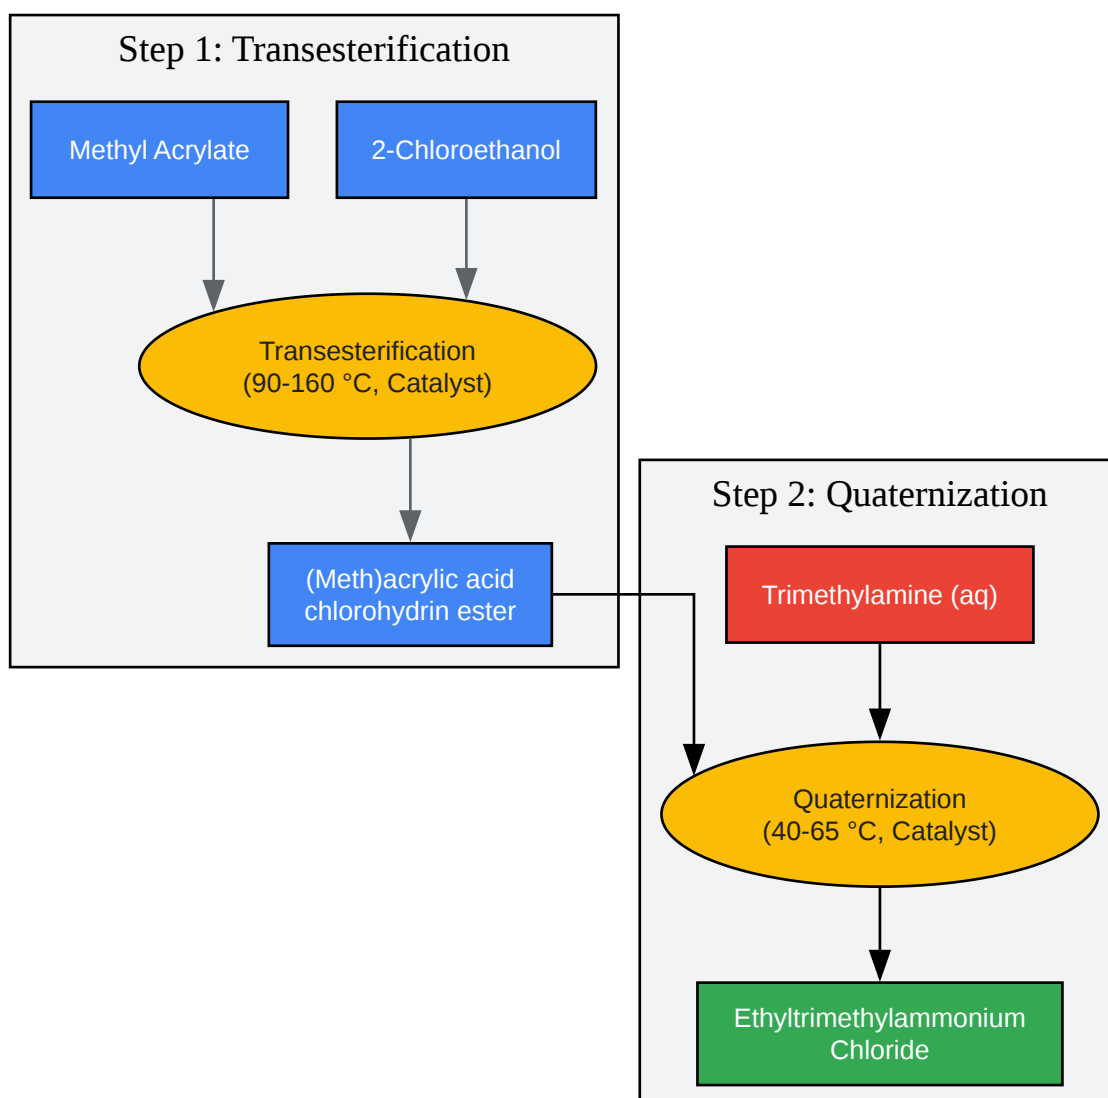 Step 1: Transesterification
Methyl Acrylate
2-Chloroethanol
Transesterification
(90-160 °C, Catalyst)
(Meth)acrylic acid
chlorohydrin ester
Step 2: Quaternization
Trimethylamine (aq)
Quaternization
(40-65 °C, Catalyst)
Ethyltrimethylammonium
Chloride